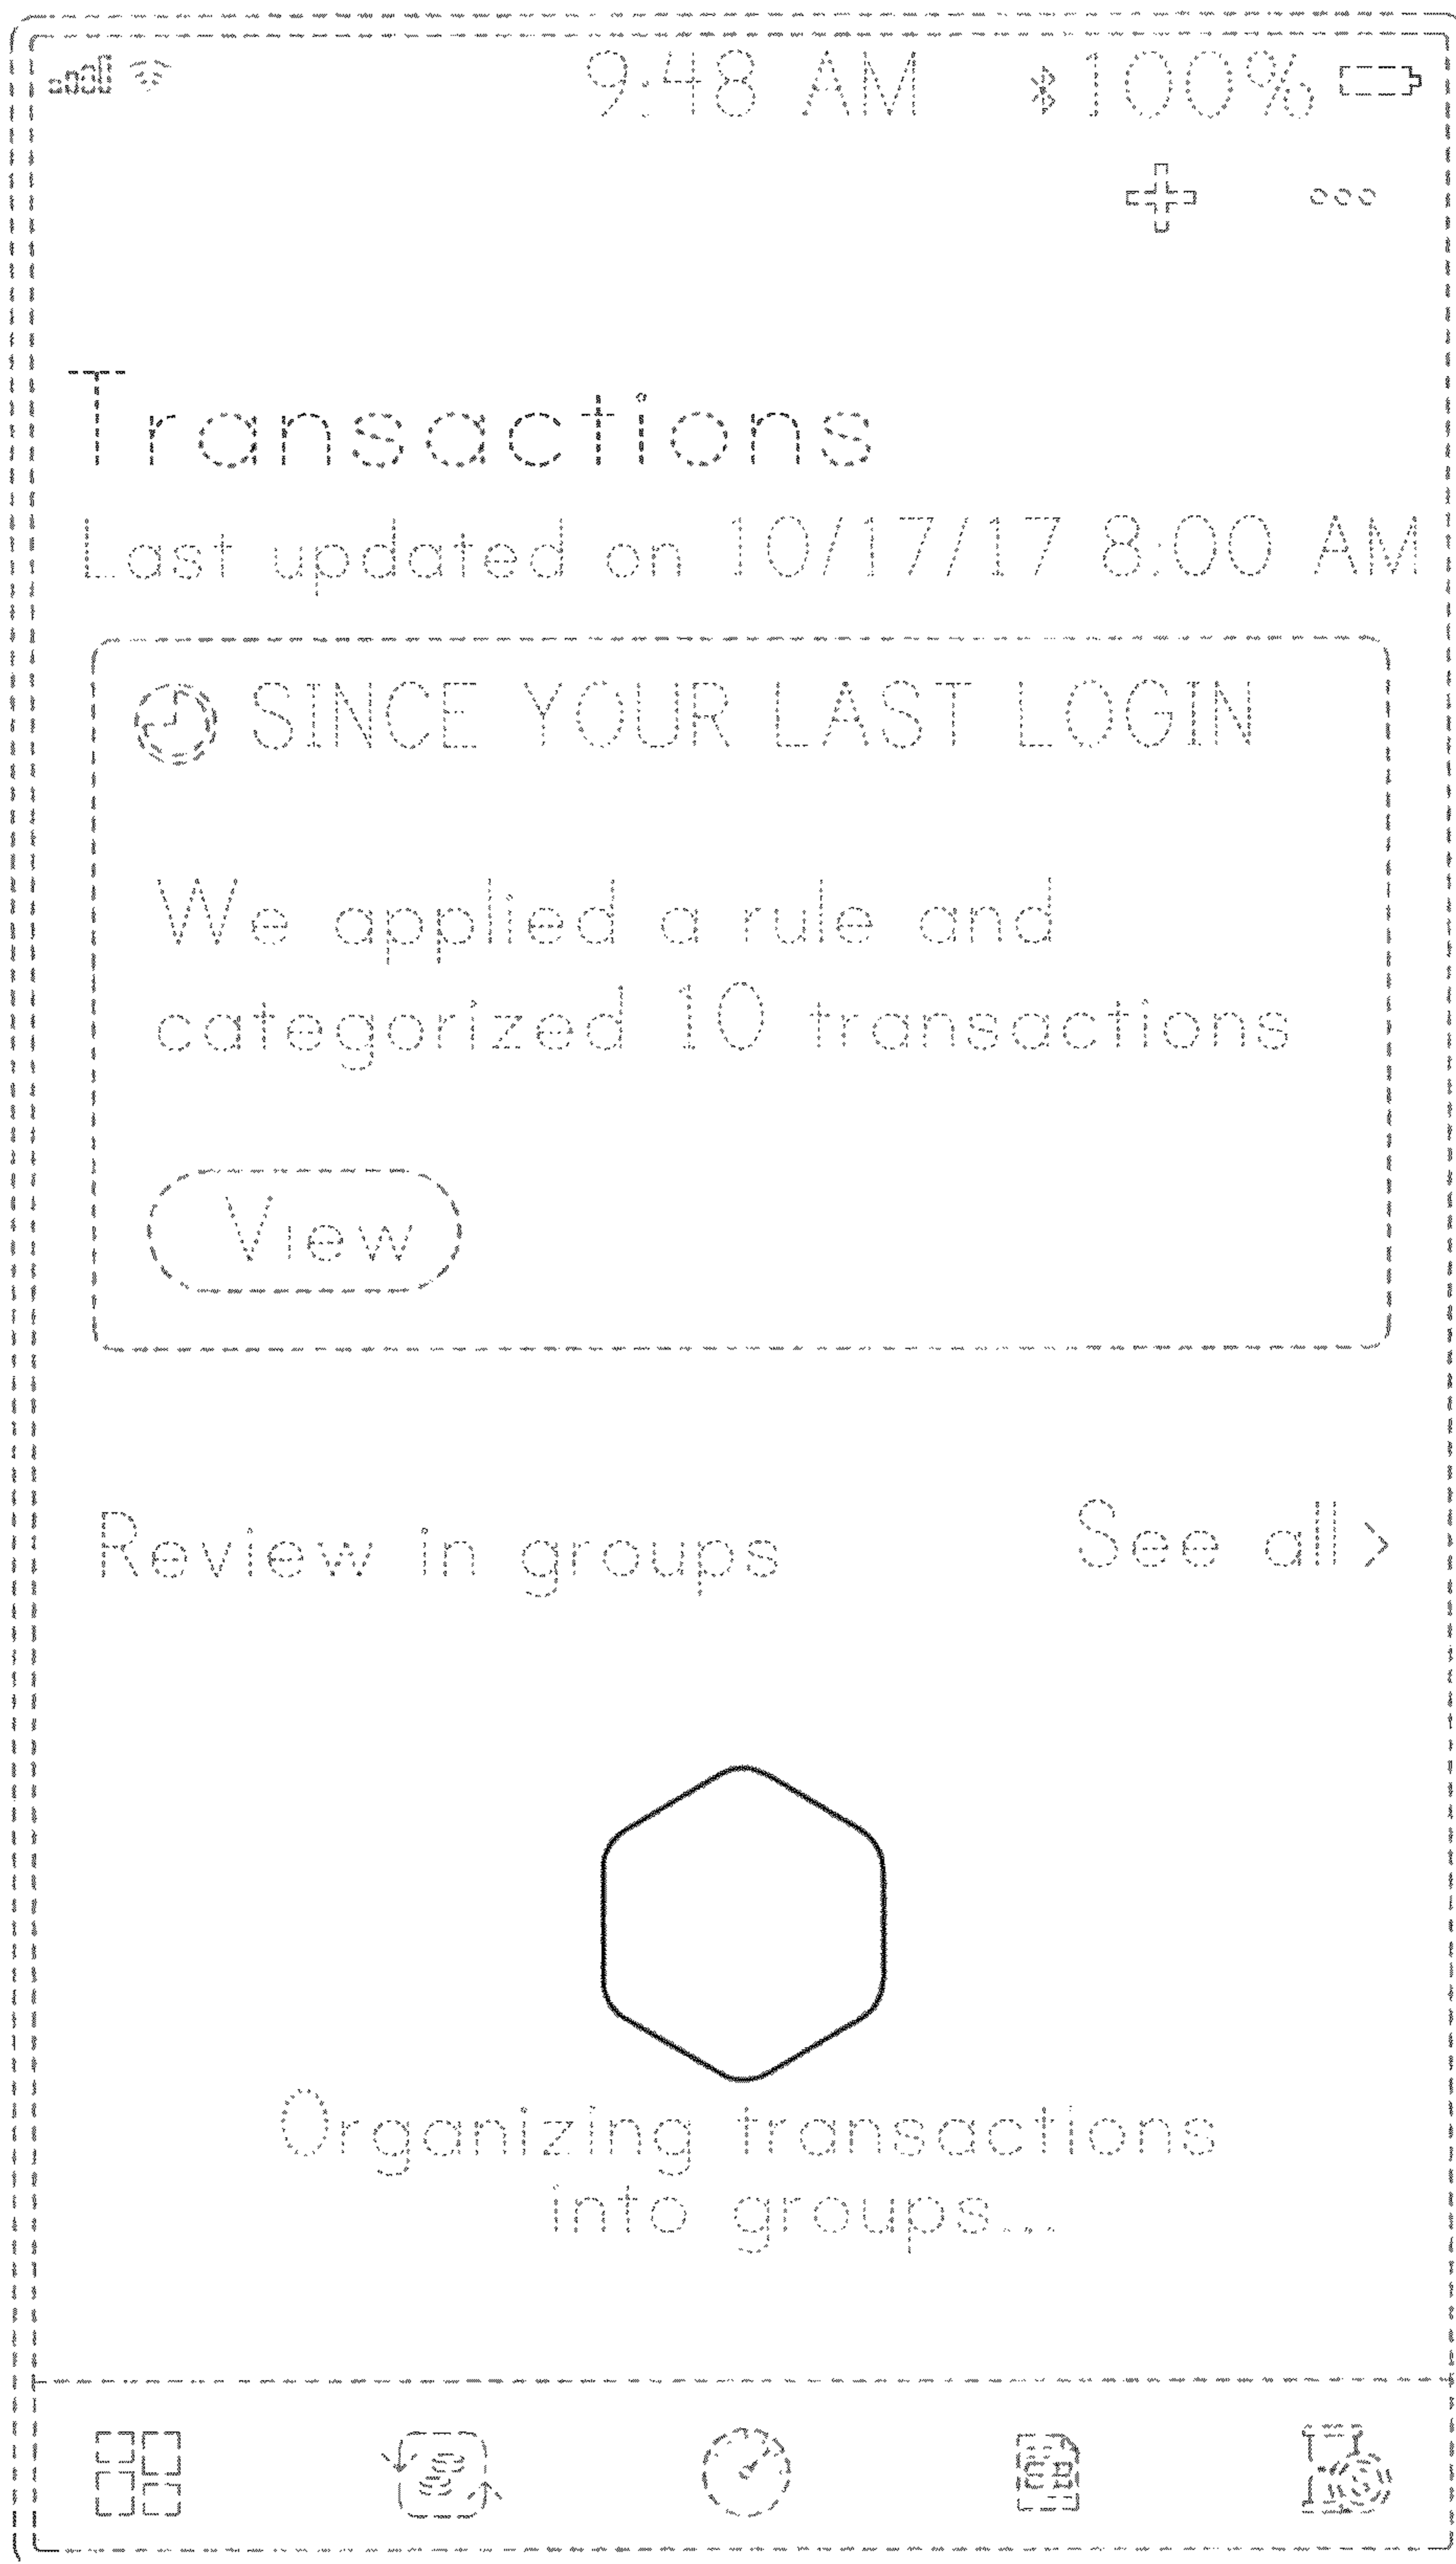 9:48 AM 100%
Transactions
Last updated on 10/17/17 8:00 AM
SINCE YOUR LAST LOGIN
We applied a rule and
categorized 10 transactions
View
Review in groups See all >
Organizing transactions
into groups...